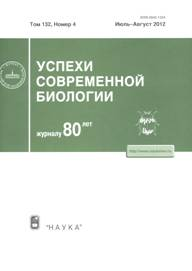 Том 132, Номер 4
Июль-Август 2012
УСПЕХИ
СОВРЕМЕННОЙ
БИОЛОГИИ
журналу 80 лет
"НАУКА"